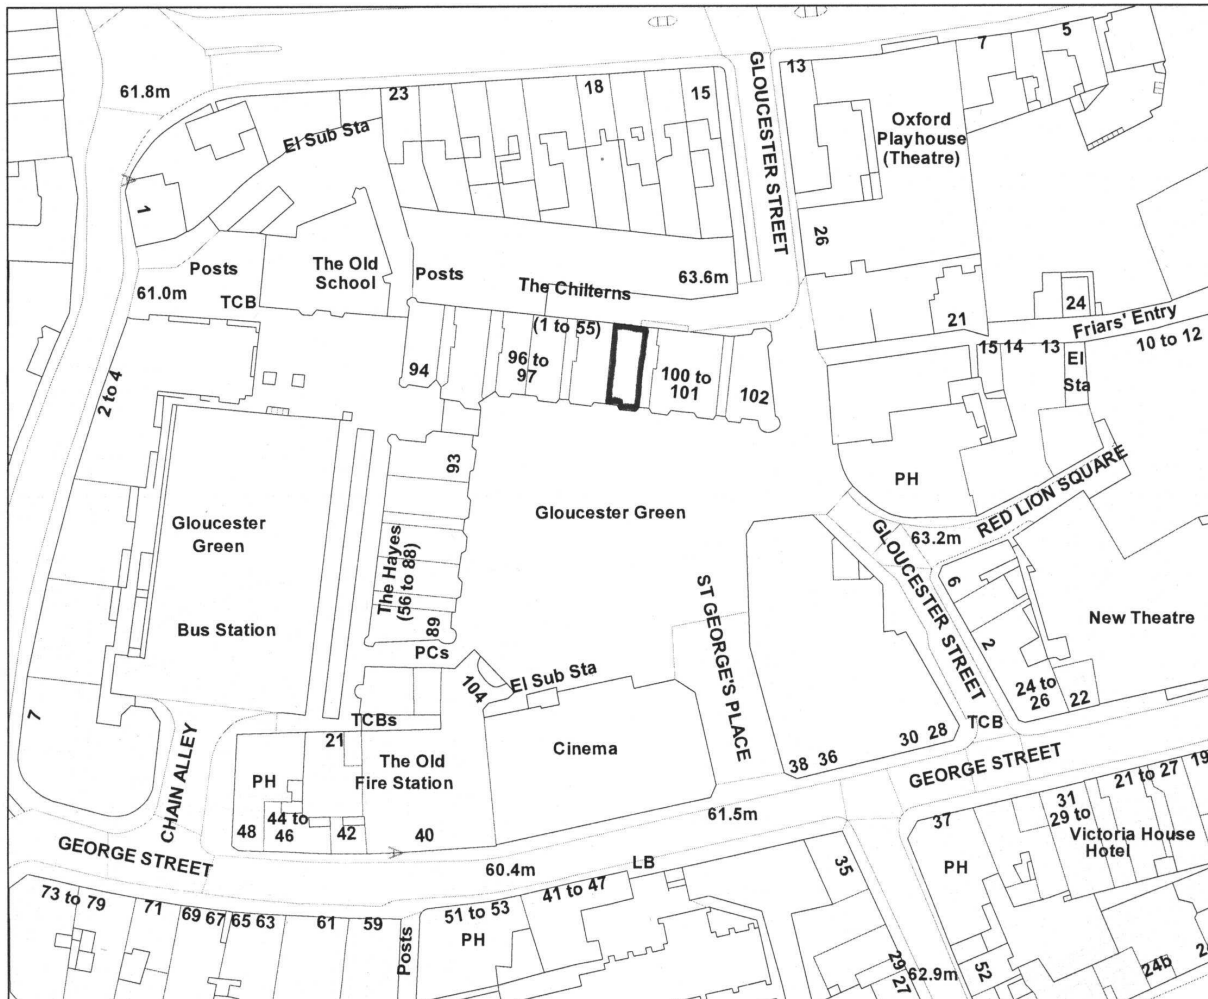 61.8m
23
18
15
GLOUCESTER STREET
13
7
5
El Sub Sta
Oxford
Playhouse
(Theatre)
1
26
Posts
The Old
School
Posts
The Chilterns
63.6m
61.0m
TCB
(1 to 55)
21
24
Friars' Entry
10 to 12
15
14
13
El
Sta
94
96 to
97
100 to
101
102
2 to 4
93
PH
RED LION SQUARE
Gloucester
Green
Gloucester Green
63.2m
The Hayes
(56 to 88)
ST GEORGE'S PLACE
GLOUCESTER STREET
6
Bus Station
89
PCs
2
New Theatre
El Sub Sta
104
24 to
26
22
7
TCBs
TCB
21
Cinema
30 28
CHAIN ALLEY
PH
The Old
Fire Station
38 36
GEORGE STREET
21 to 27
19
31
29 to
48
44 to
46
42
40
61.5m
37
Victoria House
Hotel
GEORGE STREET
60.4m
LB
35
PH
73 to 79
71
69 67
65 63
61
59
Posts
51 to 53
PH
41 to 47
29
27
62.9m
52
24b